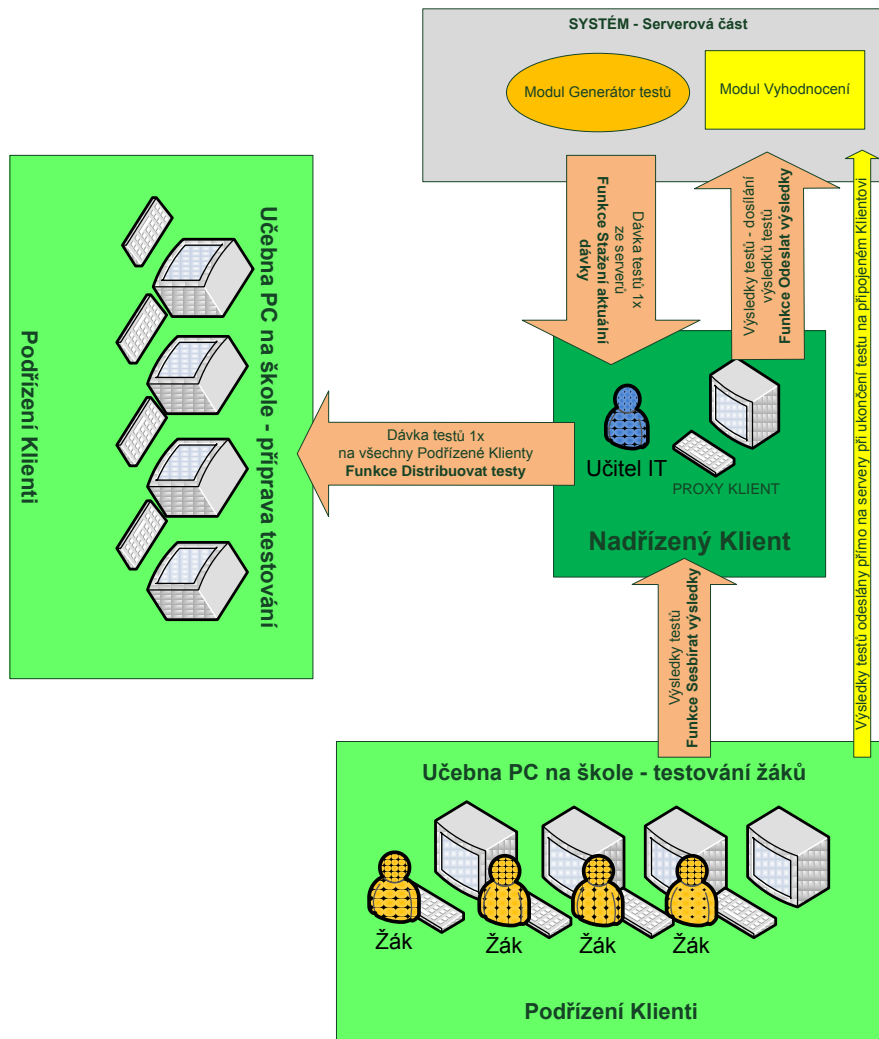 SYSTÉM - Serverová část
Modul Generátor testů
Modul Vyhodnocení
Dávka testů 1x
ze serverů
Funkce Stažení aktuální
dávky
Výsledky testů - dosílání
výsledků testů
Funkce Odeslat výsledky
Výsledky testů odeslány přímo na servery při ukončení testu na připojeném Klientovi
Učebna PC na škole - příprava testování
Podřízení Klienti
Dávka testů 1x
na všechny Podřízené Klienty
Funkce Distribuovat testy
Učitel IT
PROXY KLIENT
Nadřízený Klient
Výsledky testů
Funkce Sesbírat výsledky
Učebna PC na škole - testování žáků
Žák
Žák
Žák
Žák
Podřízení Klienti